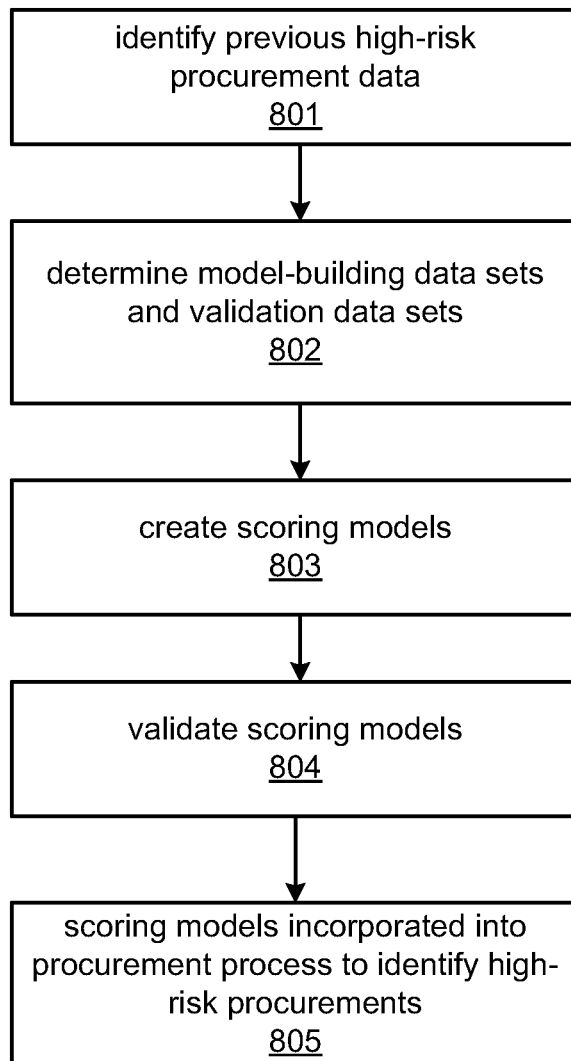 identify previous high-risk
procurement data
801
determine model-building data sets
and validation data sets
802
create scoring models
803
validate scoring models
804
scoring models incorporated into
procurement process to identify high-
risk procurements
805